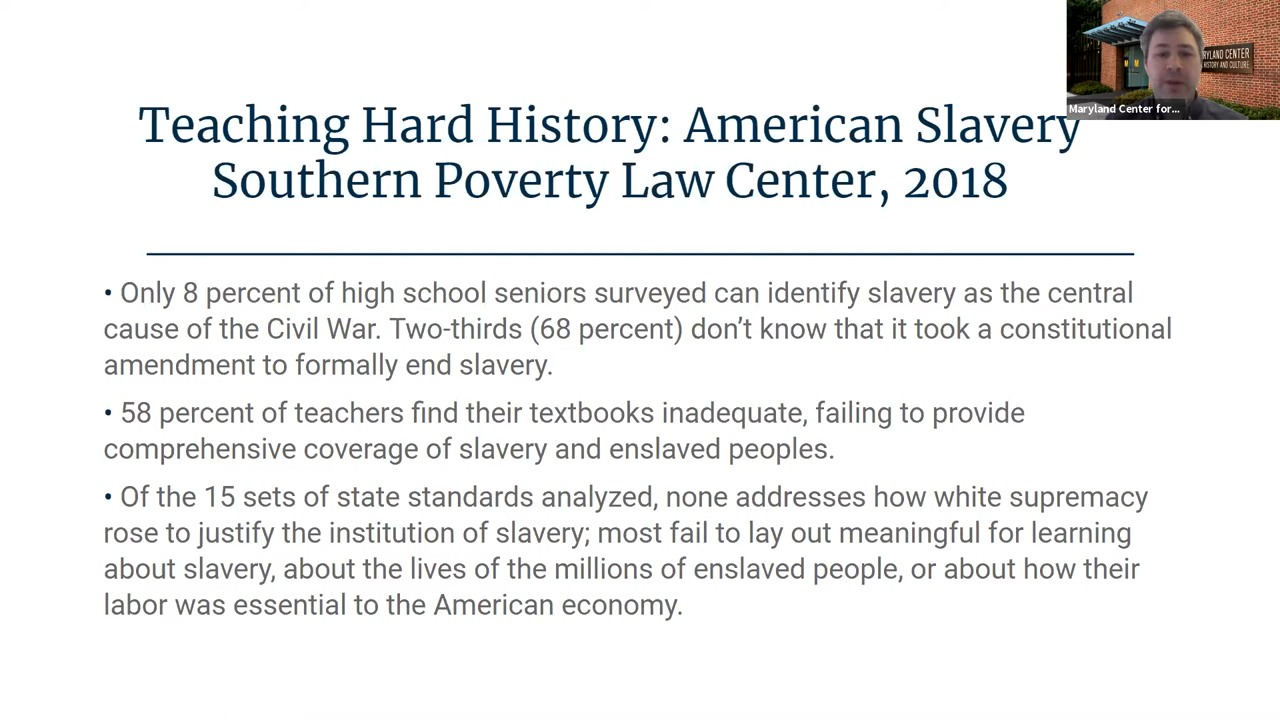 Teaching Hard History: American Slavery
Southern Poverty Law Center, 2018
• Only 8 percent of high school seniors surveyed can identify slavery as the central
cause of the Civil War. Two-thirds (68 percent) don’t know that it took a constitutional
amendment to formally end slavery.
• 58 percent of teachers find their textbooks inadequate, failing to provide
comprehensive coverage of slavery and enslaved peoples.
• Of the 15 sets of state standards analyzed, none addresses how white supremacy
rose to justify the institution of slavery; most fail to lay out meaningful for learning
about slavery, about the lives of the millions of enslaved people, or about how their
labor was essential to the American economy.
RYLAND CENTER
HISTORY AND CULTURE
M M
Maryland Center for...